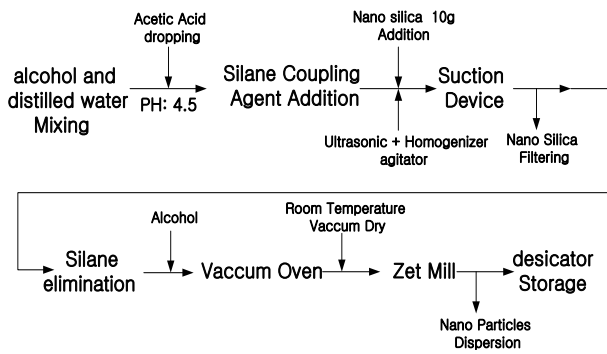 Acetic Acid
dropping
Nano silica 10g
Addition
alcohol and
distilled water
Mixing
PH: 4.5
Silane Coupling
Agent Addition
Suction
Device
Ultrasonic + Homogenizer
agitator
Nano Silica
Filtering
Alcohol
Room Temperature
Vaccum Dry
Silane
elimination
Vaccum Oven
Zet Mill
desicator
Storage
Nano Particles
Dispersion